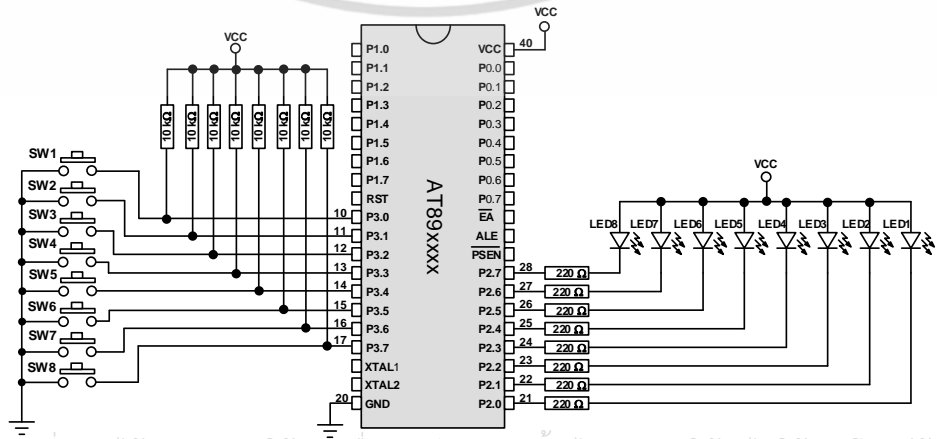 VCC
VCC
P1.0
P1.1
P1.2
P1.3
P1.4
P1.5
P1.6
P1.7
RST
P3.0
P3.1
P3.2
P3.3
P3.4
P3.5
P3.6
P3.7
XTAL1
XTAL2
GND
AT89xxxx
VCC
P0.0
P0.1
P0.2
P0.3
P0.4
P0.5
P0.6
P0.7
EA
ALE
PSEN
P2.7
P2.6
P2.5
P2.4
P2.3
P2.2
P2.1
P2.0
40
10 kΩ 10 kΩ 10 kΩ 10 kΩ 10 kΩ 10 kΩ 10 kΩ 10 kΩ
SW1
SW2
SW3
SW4
SW5
SW6
SW7
SW8
10
11
12
13
14
15
16
17
20
VCC
LED8 LED7 LED6 LED5 LED4 LED3 LED2 LED1
28 220 Ω
27 220 Ω
26 220 Ω
25 220 Ω
24 220 Ω
23 220 Ω
22 220 Ω
21 220 Ω